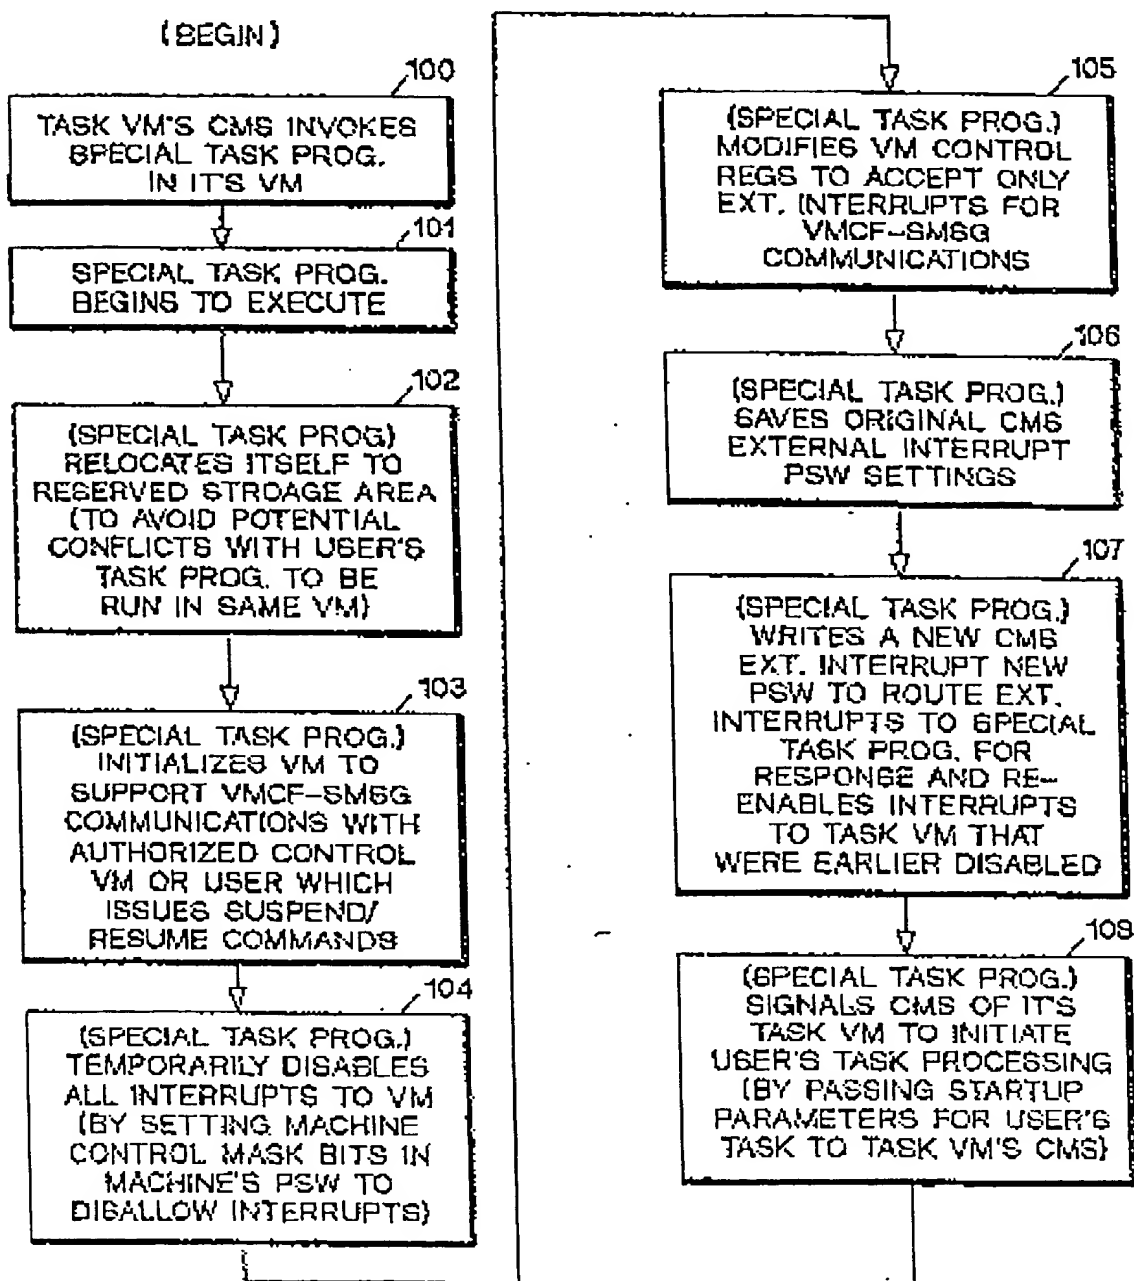 (BEGIN)
100
TASK VM'S CMS INVOKES
SPECIAL TASK PROG.
IN IT'S VM
101
SPECIAL TASK PROG.
BEGINS TO EXECUTE
102
(SPECIAL TASK PROG)
RELOCATES ITSELF TO
RESERVED STROAGE AREA
(TO AVOID POTENTIAL
CONFLICTS WITH USER'S
TASK PROG. TO BE
RUN IN SAME VM)
103
(SPECIAL TASK PROG.)
INITIALIZES VM TO
SUPPORT VMCF-SMSG
COMMUNICATIONS WITH
AUTHORIZED CONTROL
VM OR USER WHICH
ISSUES SUSPEND/
RESUME COMMANDS
104
(SPECIAL TASK PROG.)
TEMPORARILY DISABLES
ALL INTERRUPTS TO VM
(BY SETTING MACHINE
CONTROL MASK BITS IN
MACHINE'S PSW TO
DISALLOW INTERRUPTS)
105
(SPECIAL TASK PROG.)
MODIFIES VM CONTROL
REGS TO ACCEPT ONLY
EXT. INTERRUPTS FOR
VMCF-SMSG
COMMUNICATIONS
106
(SPECIAL TASK PROG.)
SAVES ORIGINAL CMS
EXTERNAL INTERRUPT
PSW SETTINGS
107
(SPECIAL TASK PROG.)
WRITES A NEW CMS
EXT. INTERRUPT NEW
PSW TO ROUTE EXT.
INTERRUPTS TO SPECIAL
TASK PROG. FOR
RESPONSE AND RE-
ENABLES INTERRUPTS
TO TASK VM THAT
WERE EARLIER DISABLED
108
(SPECIAL TASK PROG.)
SIGNALS CMS OF IT'S
TASK VM TO INITIATE
USER'S TASK PROCESSING
(BY PASSING STARTUP
PARAMETERS FOR USER'S
TASK TO TASK VM'S CMS)